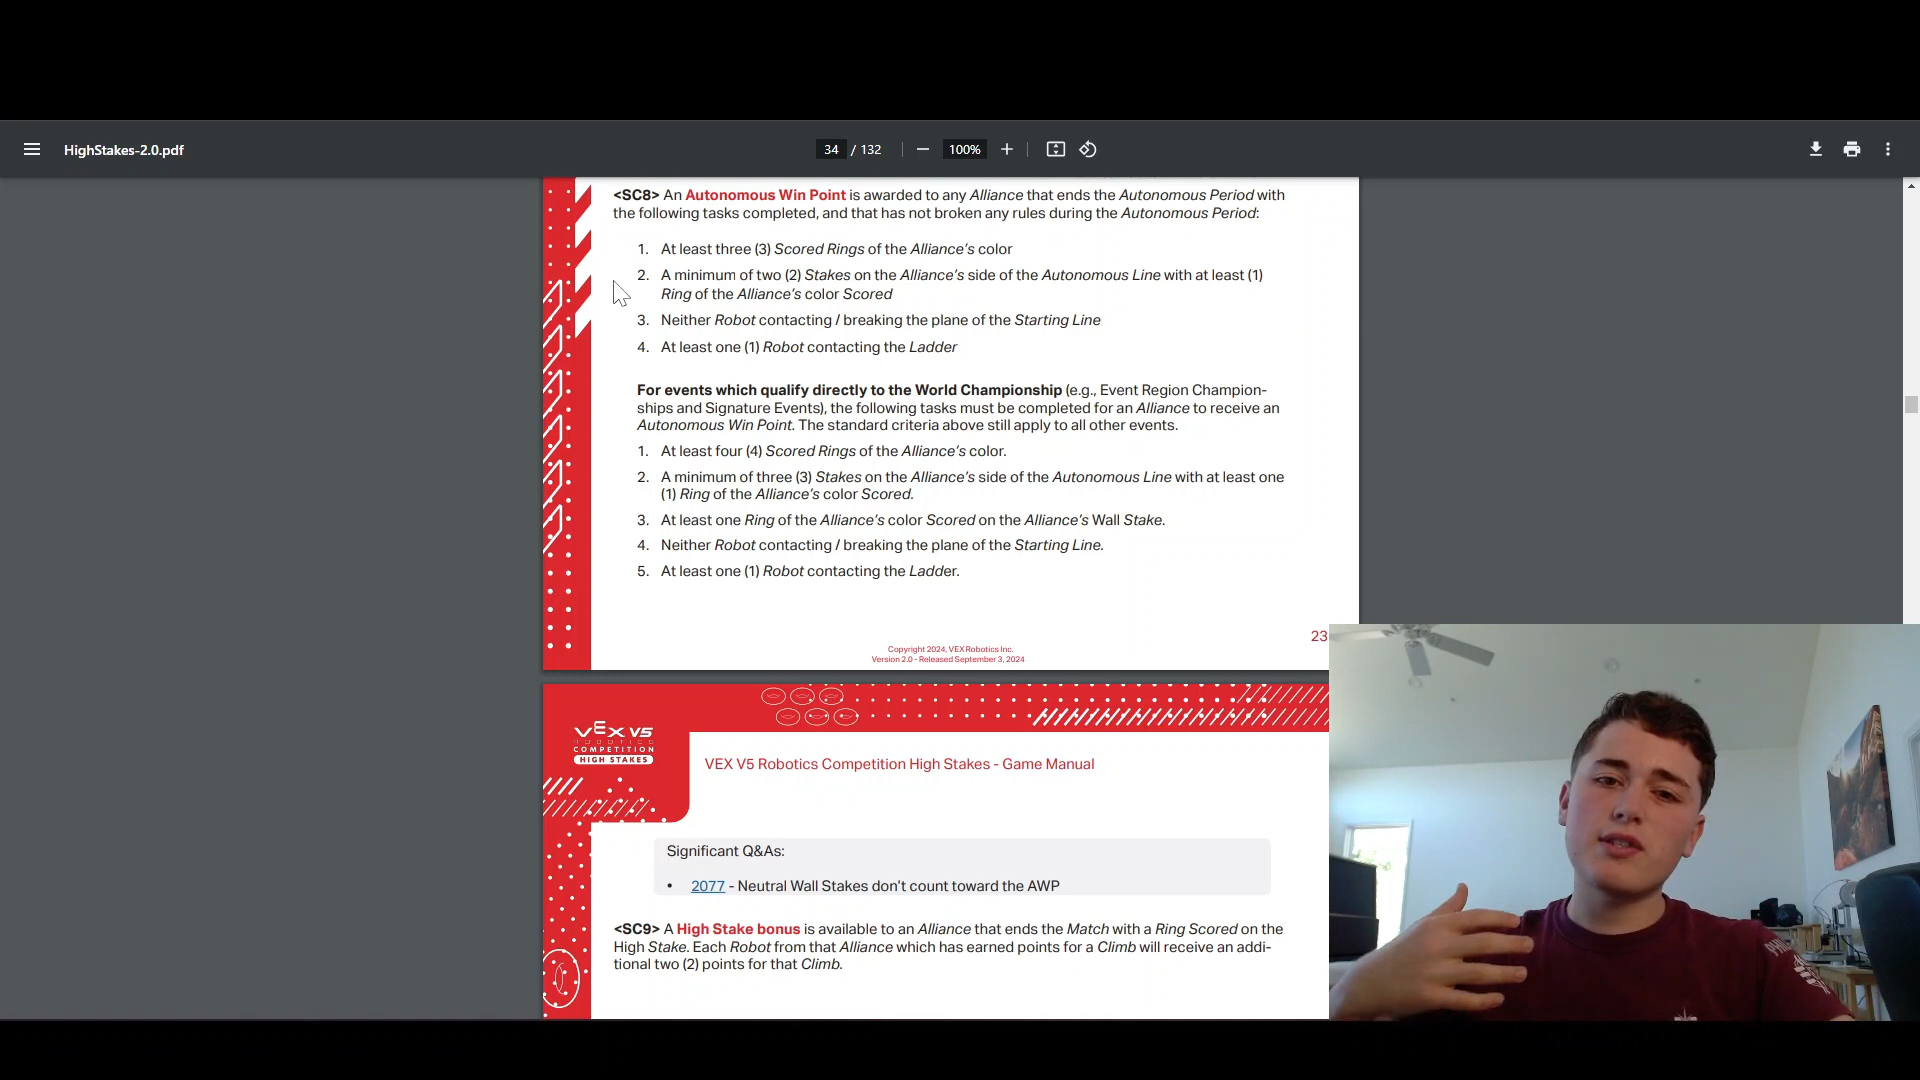 HighStakes-2.0.pdf
34 / 132
100%
<SC8> An Autonomous Win Point is awarded to any Alliance that ends the Autonomous Period with
the following tasks completed, and that has not broken any rules during the Autonomous Period:
1. At least three (3) Scored Rings of the Alliance's color
2. A minimum of two (2) Stakes on the Alliance's side of the Autonomous Line with at least (1)
Ring of the Alliance's color Scored
3. Neither Robot contacting / breaking the plane of the Starting Line
4. At least one (1) Robot contacting the Ladder
For events which qualify directly to the World Championship (e.g., Event Region Champion-
ships and Signature Events), the following tasks must be completed for an Alliance to receive an
Autonomous Win Point. The standard criteria above still apply to all other events.
1. At least four (4) Scored Rings of the Alliance's color.
2. A minimum of three (3) Stakes on the Alliance's side of the Autonomous Line with at least one
(1) Ring of the Alliance's color Scored.
3. At least one Ring of the Alliance's color Scored on the Alliance's Wall Stake.
4. Neither Robot contacting / breaking the plane of the Starting Line.
5. At least one (1) Robot contacting the Ladder.
23
Copyright 2024, VEX Robotics Inc.
Version 2.0 - Released September 3, 2024
VEX V5
ROBOTICS
COMPETITION
HIGH STAKES
VEX V5 Robotics Competition High Stakes - Game Manual
Significant Q&As:
• 2077 - Neutral Wall Stakes don't count toward the AWP
<SC9> A High Stake bonus is available to an Alliance that ends the Match with a Ring Scored on the
High Stake. Each Robot from that Alliance which has earned points for a Climb will receive an addi-
tional two (2) points for that Climb.